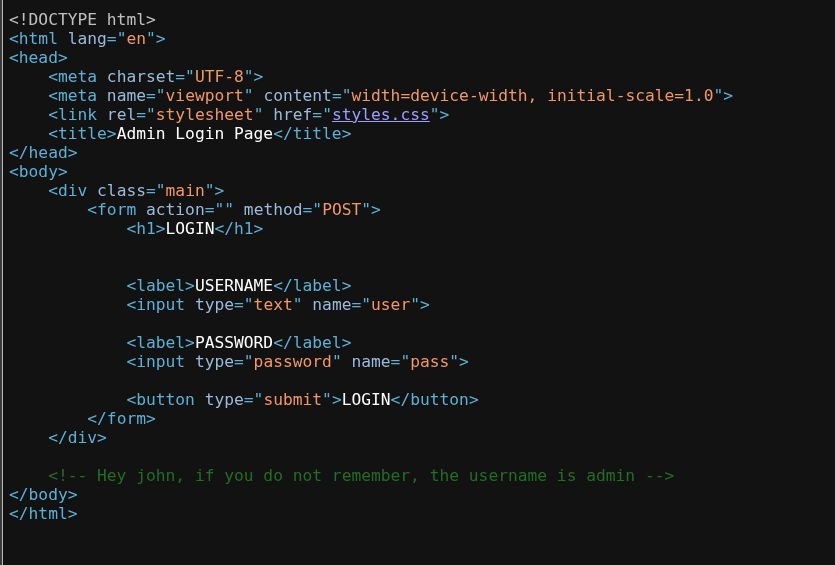 <!DOCTYPE html>
<html lang="en">
<head>
    <meta charset="UTF-8">
    <meta name="viewport" content="width=device-width, initial-scale=1.0">
    <link rel="stylesheet" href="styles.css">
    <title>Admin Login Page</title>
</head>
<body>
    <div class="main">
        <form action="" method="POST">
            <h1>LOGIN</h1>
            <label>USERNAME</label>
            <input type="text" name="user">
            <label>PASSWORD</label>
            <input type="password" name="pass">
            <button type="submit">LOGIN</button>
        </form>
    </div>
    <!-- Hey john, if you do not remember, the username is admin -->
</body>
</html>